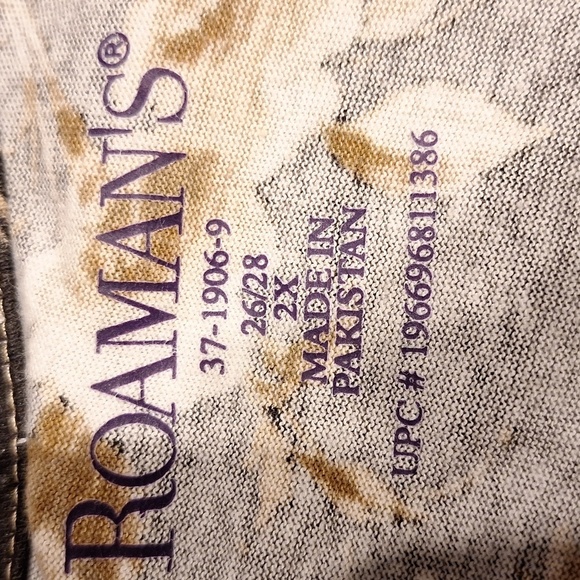 ROAMAN'S®
37-1906-9
26/28
2X
MADE IN
PAKISTAN
UPC # 196696811386